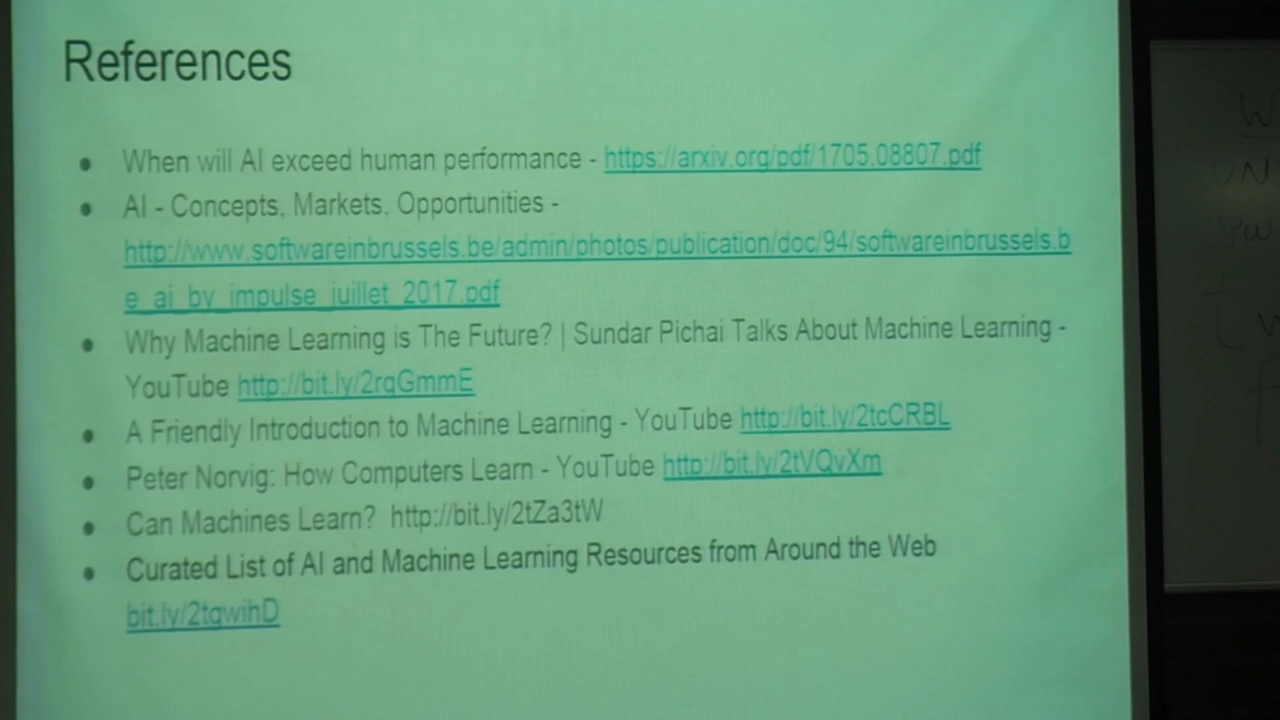 References
● When will AI exceed human performance - https://arxiv.org/pdf/1705.08807.pdf
● AI - Concepts, Markets, Opportunities -
http://www.softwareinbrussels.be/admin/photos/publication/doc/94/softwareinbrussels.b
e_ai_by_impulse_juillet_2017.pdf
● Why Machine Learning is The Future? | Sundar Pichai Talks About Machine Learning -
YouTube http://bit.ly/2rqGmmE
● A Friendly Introduction to Machine Learning - YouTube http://bit.ly/2tcCRBL
● Peter Norvig: How Computers Learn - YouTube http://bit.ly/2tVQvXm
● Can Machines Learn? http://bit.ly/2tZa3tW
● Curated List of AI and Machine Learning Resources from Around the Web
bit.ly/2tgwihD